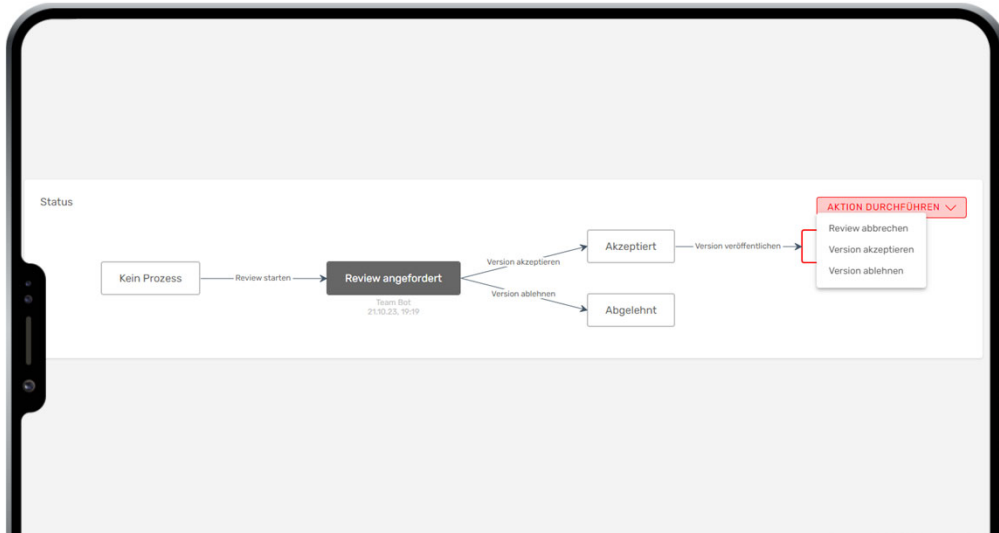 Status
AKTION DURCHFÜHREN
Review abbrechen
Version akzeptieren
Version ablehnen
Kein Prozess
Review starten
Review angefordert
Team Bot
21.10.23, 19:19
Version akzeptieren
Version ablehnen
Akzeptiert
Abgelehnt
Version veröffentlichen